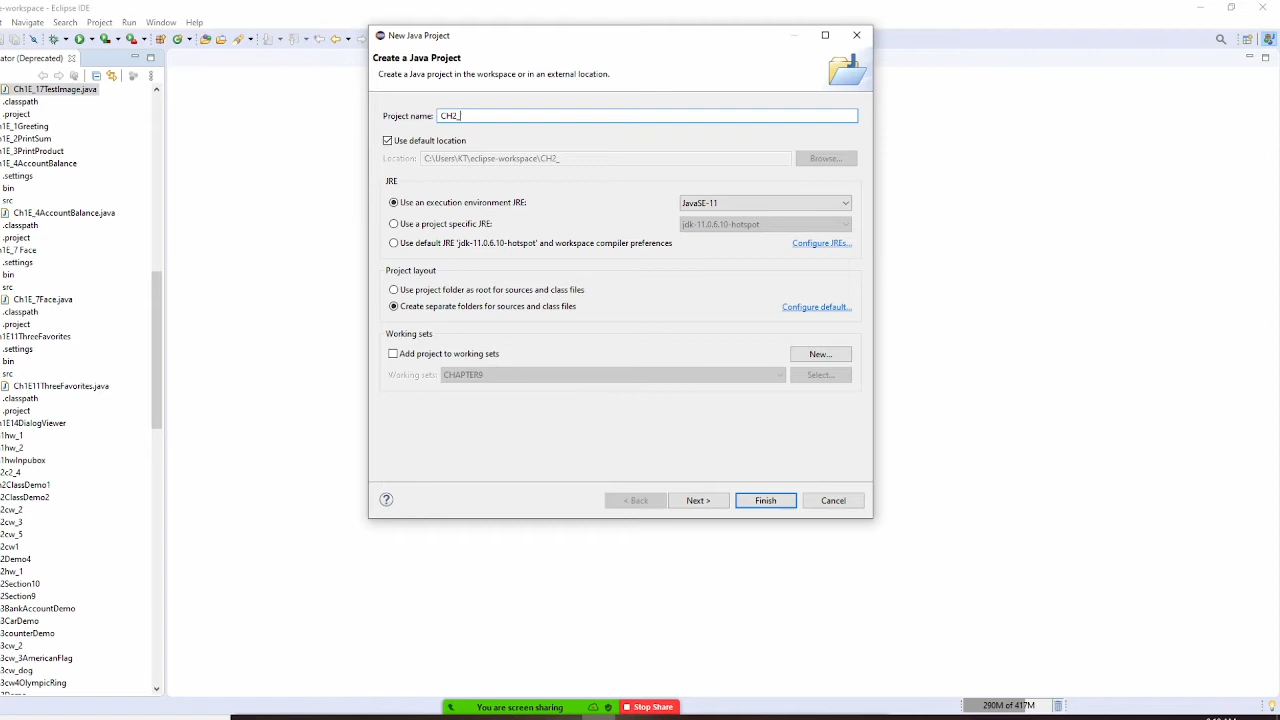 e-workspace - Eclipse IDE
t Navigate Search Project Run Window Help
ator (Deprecated)
Ch1E_17TestImage.java
.classpath
.project
h1E_1Greeting
h1E_2PrintSum
h1E_3PrintProduct
h1E_4AccountBalance
.settings
bin
src
Ch1E_4AccountBalance.java
.classpath
.project
h1E_7 Face
.settings
bin
src
Ch1E_7Face.java
.classpath
.project
h1E11ThreeFavorites
.settings
bin
src
Ch1E11ThreeFavorites.java
.classpath
.project
h1E14DialogViewer
1hw_1
1hw_2
1hwInpubox
2c2_4
2ClassDemo1
2ClassDemo2
2cw_2
2cw_3
2cw_5
2cw1
2Demo4
2hw_1
2Section10
2Section9
3BankAccountDemo
3CarDemo
3counterDemo
3cw_2
3cw_3AmericanFlag
3cw_dog
3cw4OlympicRing
New Java Project
Create a Java Project
Create a Java project in the workspace or in an external location.
Project name: CH2_
Use default location
Location: C:\Users\KT\eclipse-workspace\CH2_ Browse...
JRE
Use an execution environment JRE: JavaSE-11
Use a project specific JRE: jdk-11.0.6.10-hotspot
Use default JRE 'jdk-11.0.6.10-hotspot' and workspace compiler preferences Configure JREs...
Project layout
Use project folder as root for sources and class files
Create separate folders for sources and class files Configure default...
Working sets
Add project to working sets New...
Working sets: CHAPTER9 Select...
? < Back Next > Finish Cancel
You are screen sharing Stop Share
290M of 417M